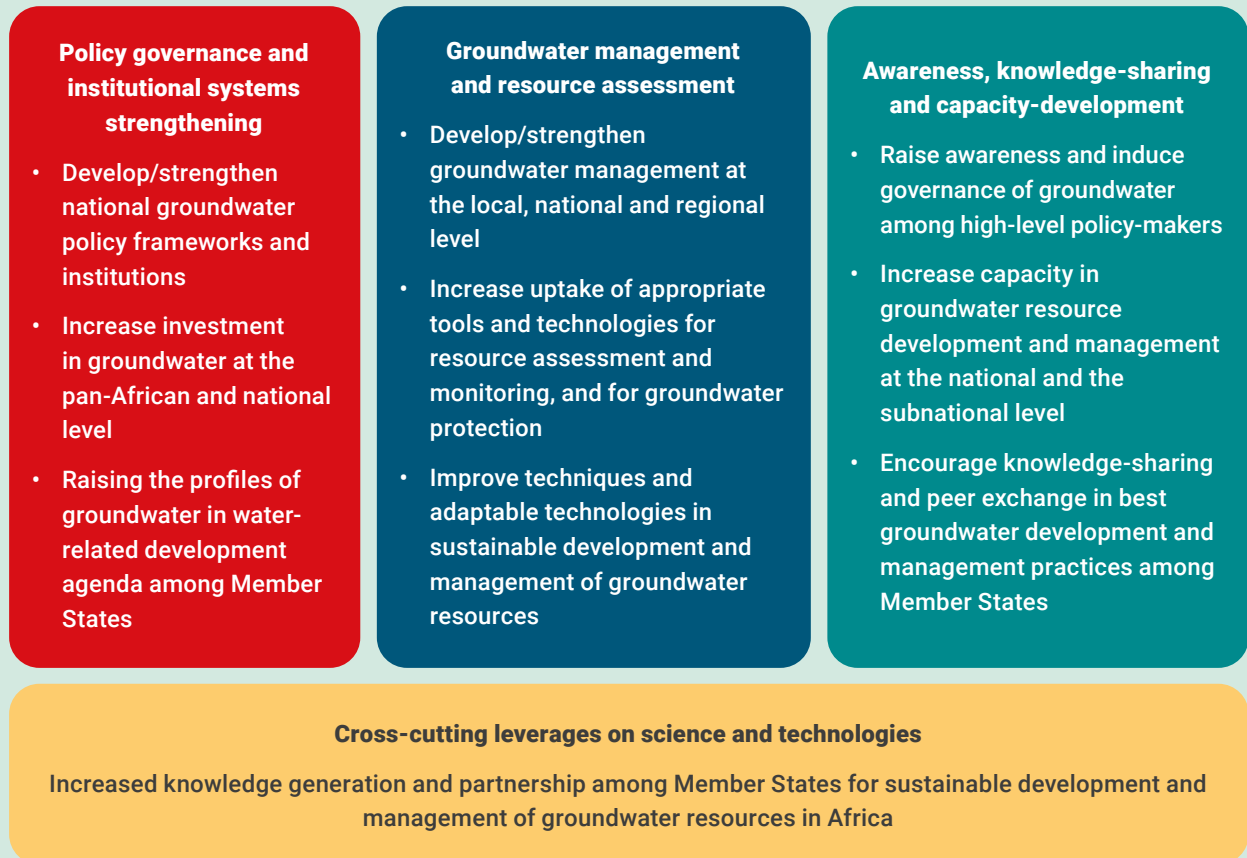 Policy governance and
institutional systems
strengthening
• Develop/strengthen
national groundwater
policy frameworks and
institutions
• Increase investment
in groundwater at the
pan-African and national
level
• Raising the profiles of
groundwater in water-
related development
agenda among Member
States
Groundwater management
and resource assessment
• Develop/strengthen
groundwater management at
the local, national and regional
level
• Increase uptake of appropriate
tools and technologies for
resource assessment and
monitoring, and for groundwater
protection
• Improve techniques and
adaptable technologies in
sustainable development and
management of groundwater
resources
Awareness, knowledge-sharing
and capacity-development
• Raise awareness and induce
governance of groundwater
among high-level policy-makers
• Increase capacity in
groundwater resource
development and management
at the national and the
subnational level
• Encourage knowledge-sharing
and peer exchange in best
groundwater development and
management practices among
Member States
Cross-cutting leverages on science and technologies
Increased knowledge generation and partnership among Member States for sustainable development and
management of groundwater resources in Africa